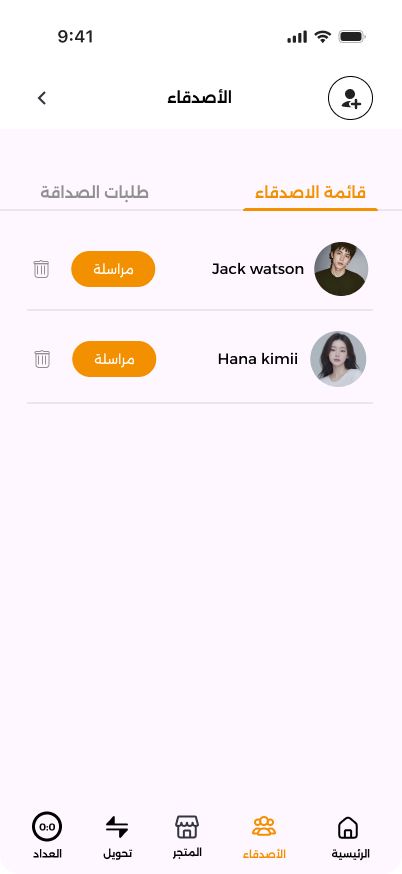 9:41
الأصدقاء
قائمة الاصدقاء
طلبات الصداقة
Jack watson
مراسلة
Hana kimii
مراسلة
الرئيسية
الأصدقاء
المتجر
تحويل
0:0
العداد